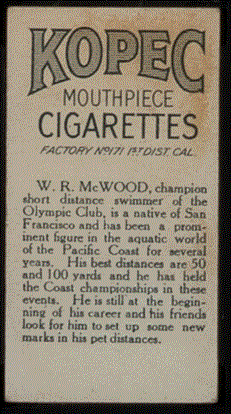 KOPEC
MOUTHPIECE
CIGARETTES
FACTORY Nº 171 1ST DIST. CAL.
W. R. McWOOD, champion
short distance swimmer of the
Olympic Club, is a native of San
Francisco and has been a prom-
inent figure in the aquatic world
of the Pacific Coast for several
years. His best distances are 50
and 100 yards and he has held
the Coast championships in these
events. He is still at the begin-
ning of his career and his friends
look for him to set up some new
marks in his pet distances.